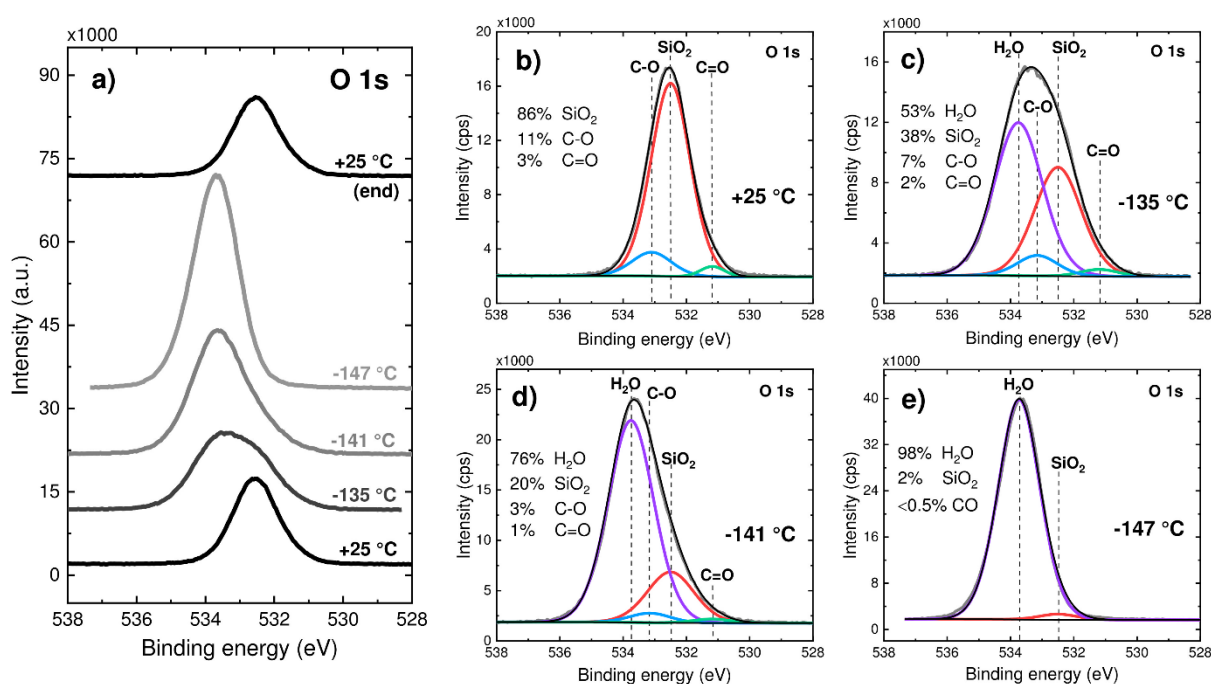 x1000
a)
O 1s
90
75
60
45
30
15
0
+25 °C
(end)
-147 °C
-141 °C
-135 °C
+25 °C
538
536
534
532
530
528
Intensity (a.u.)
Binding energy (eV)
x1000
b)
O 1s
SiO₂
C-O
C=O
86% SiO₂
11% C-O
3% C=O
+25 °C
20
16
12
8
4
0
538
536
534
532
530
528
Intensity (cps)
Binding energy (eV)
x1000
c)
O 1s
H₂O
SiO₂
C-O
C=O
53% H₂O
38% SiO₂
7% C-O
2% C=O
-135 °C
16
12
8
4
0
538
536
534
532
530
528
Intensity (cps)
Binding energy (eV)
x1000
d)
O 1s
H₂O
C-O
SiO₂
C=O
76% H₂O
20% SiO₂
3% C-O
1% C=O
-141 °C
25
20
15
10
5
0
538
536
534
532
530
528
Intensity (cps)
Binding energy (eV)
x1000
e)
O 1s
H₂O
SiO₂
98% H₂O
2% SiO₂
<0.5% CO
-147 °C
40
32
24
16
8
0
538
536
534
532
530
528
Intensity (cps)
Binding energy (eV)